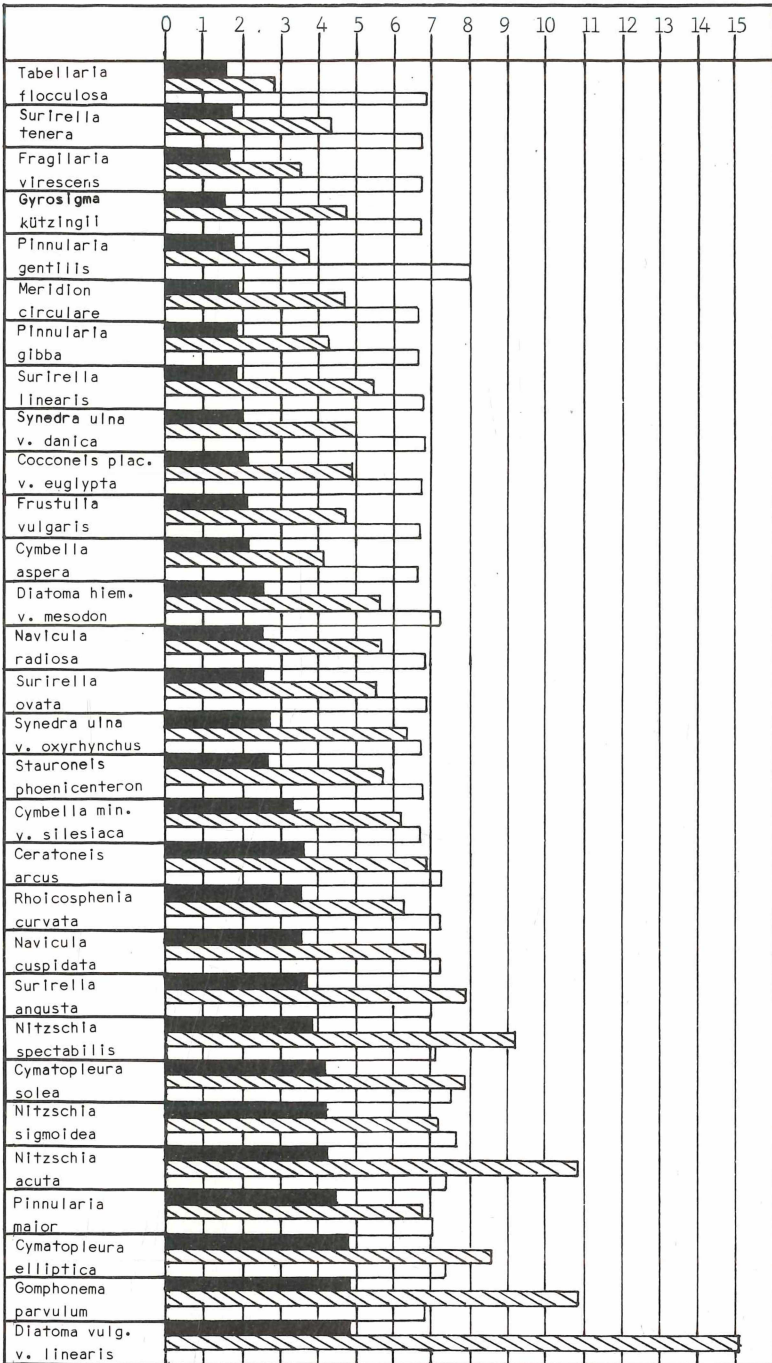 0 1 2 3 4 5 6 7 8 9 10 11 12 13 14 15
Tabellaria
flocculosa
Surirella
tenera
Fragilaria
virescens
Gyrosigma
kützingii
Pinnularia
gentilis
Meridion
circulare
Pinnularia
gibba
Surirella
linearis
Synedra ulna
v. danica
Cocconeis plac.
v. euglypta
Frustulia
vulgaris
Cymbella
aspera
Diatoma hiem.
v. mesodon
Navicula
radiosa
Surirella
ovata
Synedra ulna
v. oxyrhynchus
Stauroneis
phoenicenteron
Cymbella min.
v. silesiaca
Ceratoneis
arcus
Rhoicosphenia
curvata
Navicula
cuspidata
Surirella
angusta
Nitzschia
spectabilis
Cymatopleura
solea
Nitzschia
sigmoidea
Nitzschia
acuta
Pinnularia
maior
Cymatopleura
elliptica
Gomphonema
parvulum
Diatoma vulg.
v. linearis